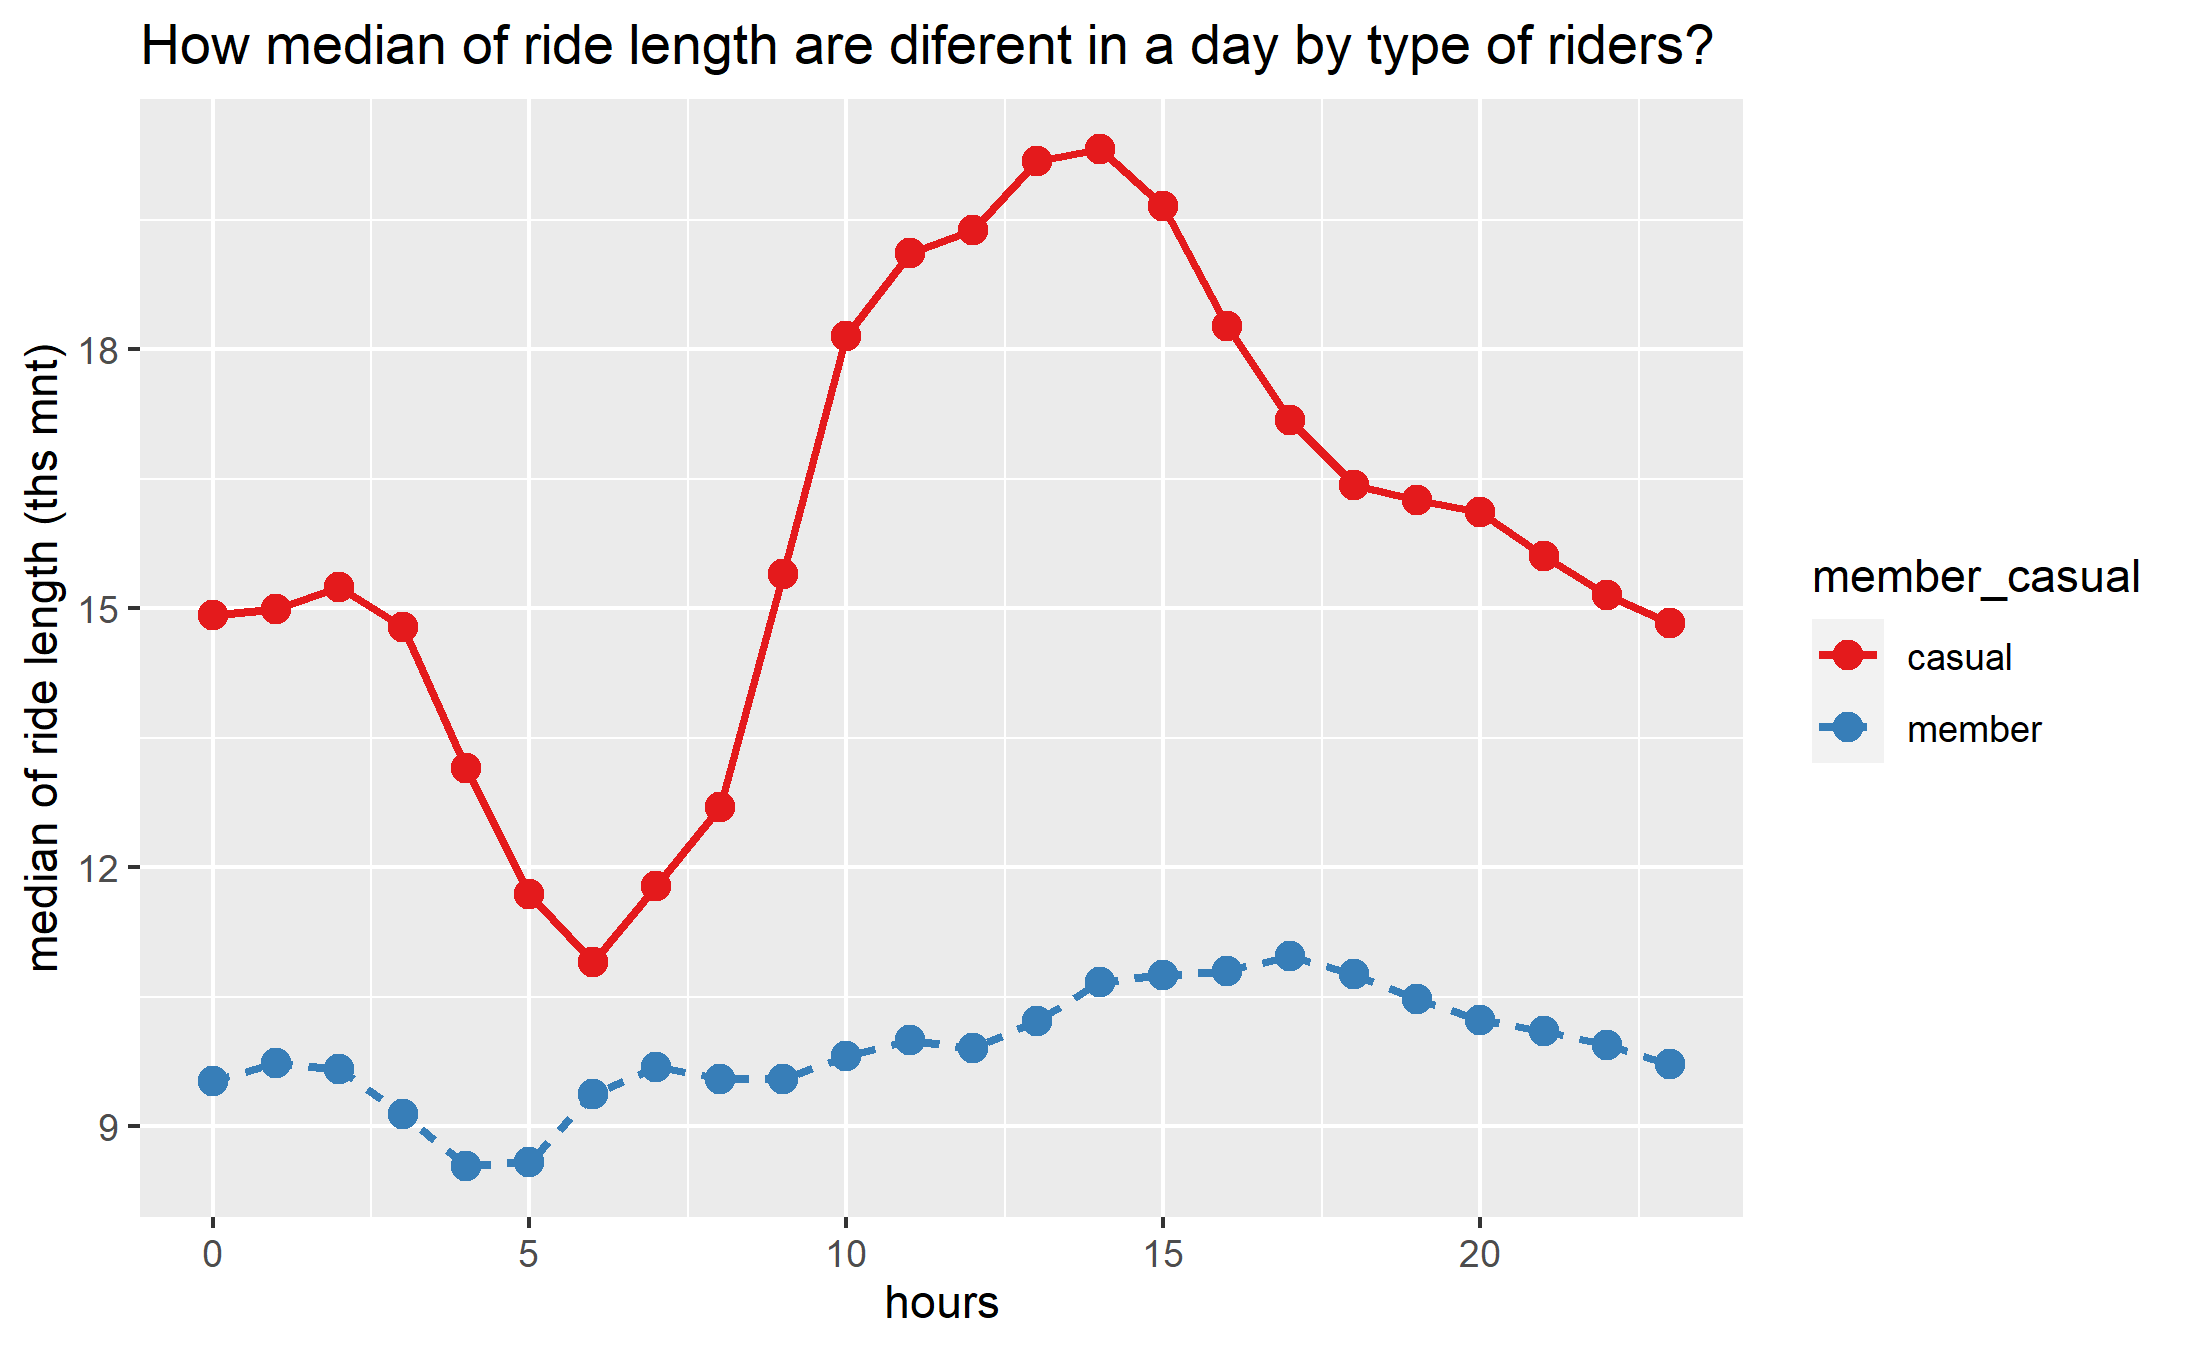 How median of ride length are diferent in a day by type of riders?
median of ride length (ths mnt)
18
15
12
9
0 5 10 15 20
hours
member_casual
casual
member